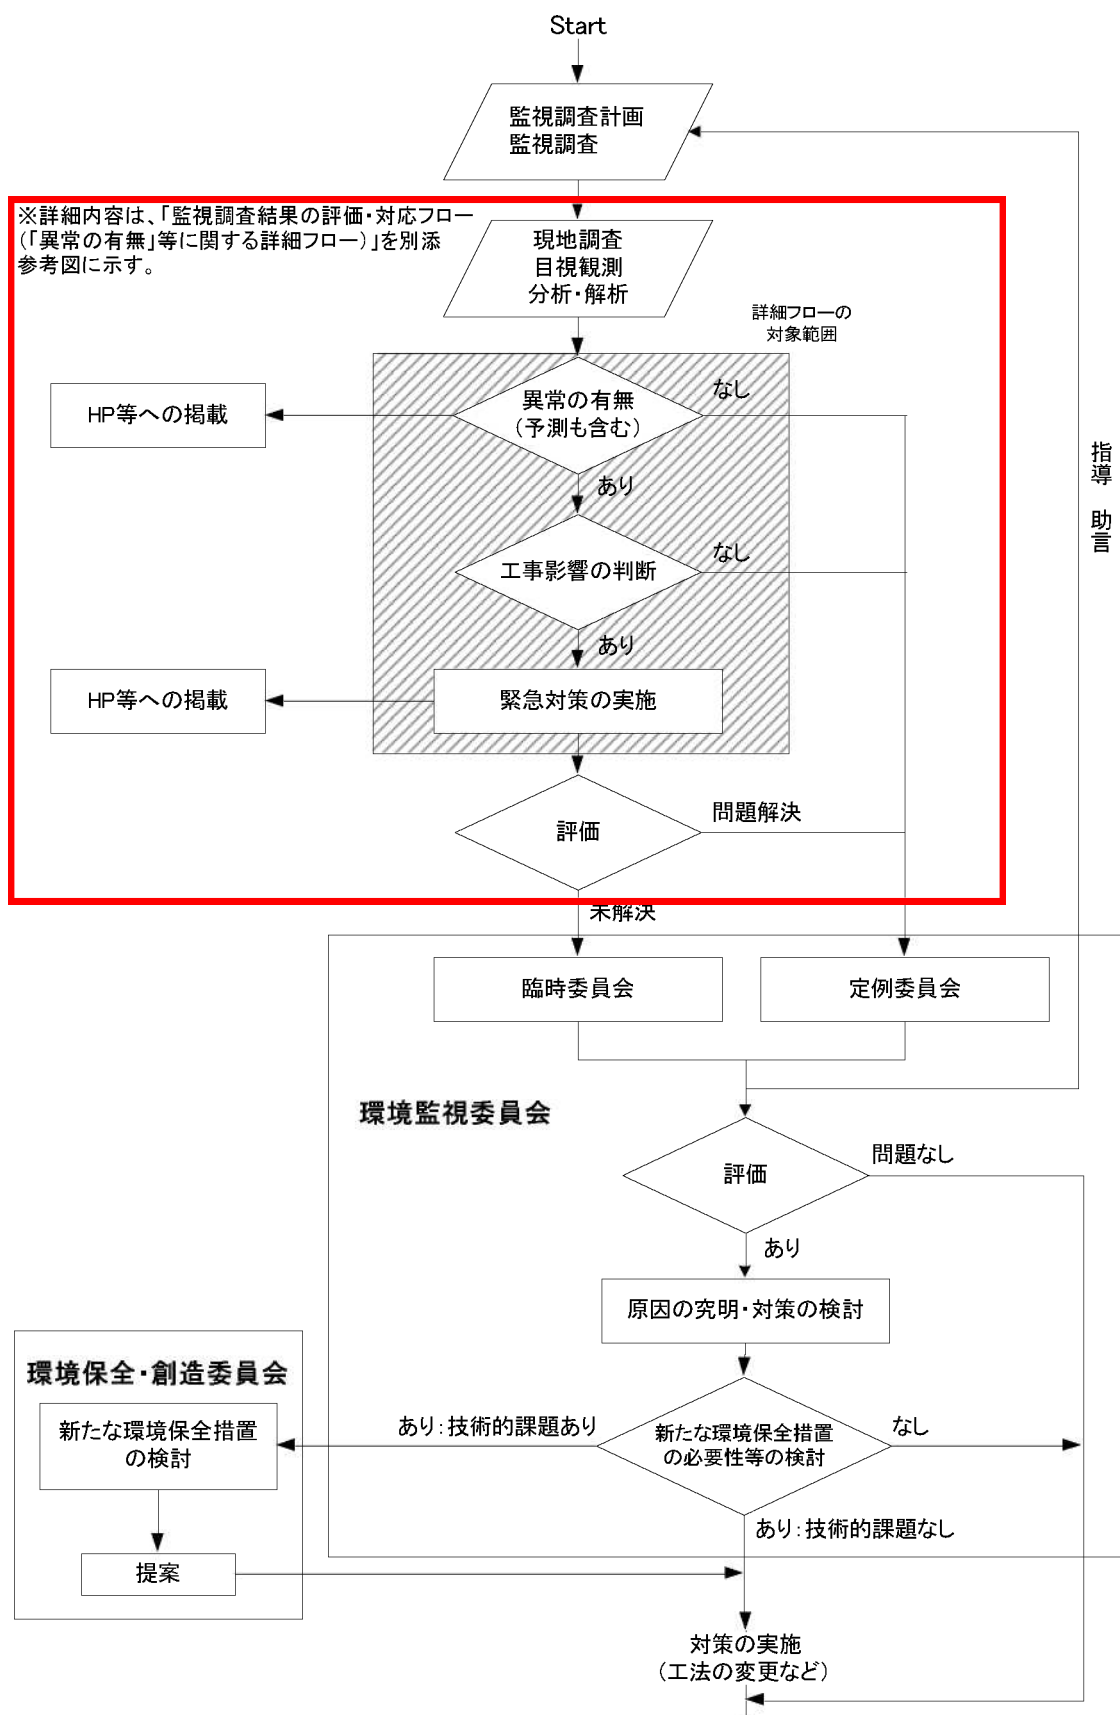 Start
監視調査計画
監視調査
※詳細内容は、「監視調査結果の評価・対応フロー
(「異常の有無」等に関する詳細フロー)」を別添
参考図に示す。
現地調査
目視観測
分析・解析
詳細フローの
対象範囲
HP等への掲載
異常の有無
(予測も含む)
なし
あり
工事影響の判断
なし
あり
HP等への掲載
緊急対策の実施
評価
問題解決
未解決
指導 助言
臨時委員会
定例委員会
環境監視委員会
評価
問題なし
あり
原因の究明・対策の検討
環境保全・創造委員会
新たな環境保全措置
の検討
あり：技術的課題あり
新たな環境保全措置
の必要性等の検討
なし
あり：技術的課題なし
提案
対策の実施
(工法の変更など)